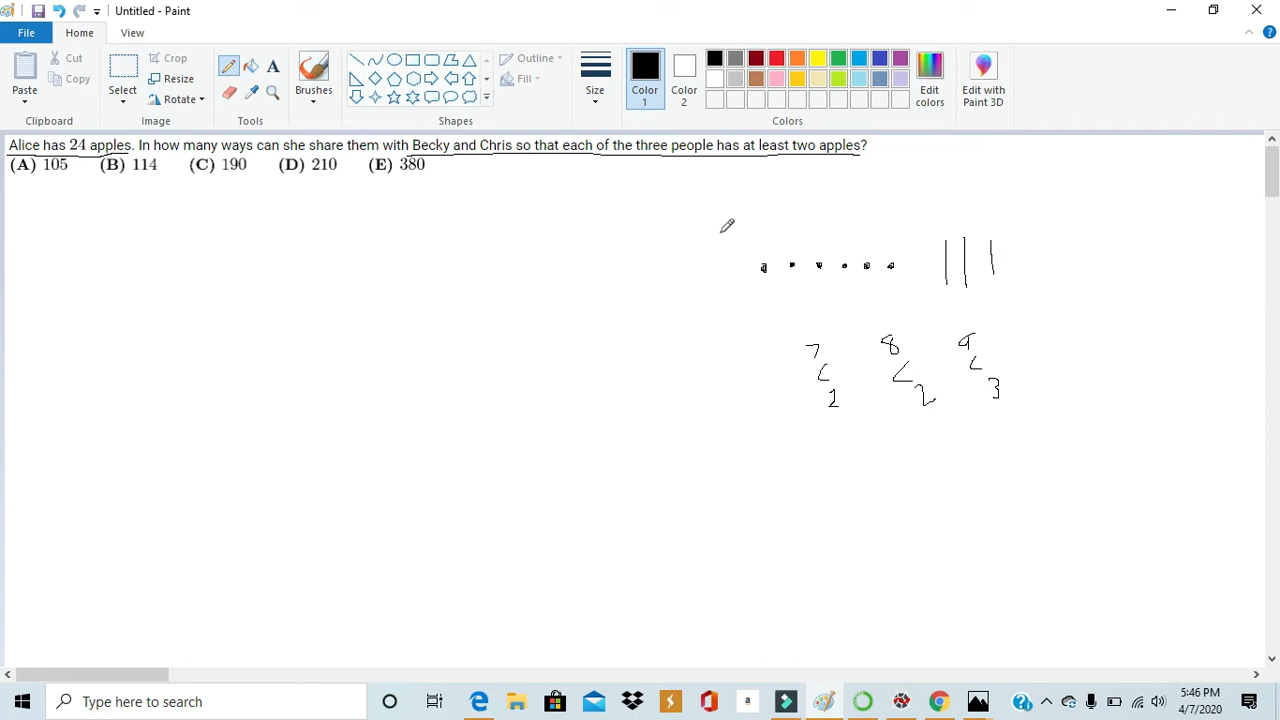 Untitled - Paint
File Home View
Paste
Cut
Copy
Clipboard
Select
Crop
Resize
Rotate
Image
A
Tools
Brushes
Outline
Fill
Shapes
Size
Color 1
Color 2
Edit colors
Colors
Edit with Paint 3D
Alice has 24 apples. In how many ways can she share them with Becky and Chris so that each of the three people has at least two apples?
(A) 105 (B) 114 (C) 190 (D) 210 (E) 380
7 8 9
C C C
1 2 3
Type here to search
a
5:46 PM
4/7/2020